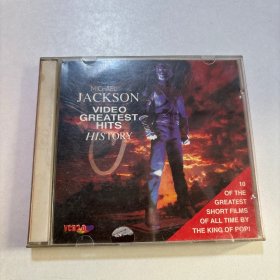 MICHAEL
JACKSON
VIDEO
GREATEST
HITS
HISTORY
10
OF THE
GREATEST
SHORT FILMS
OF ALL TIME BY
THE KING OF POP!